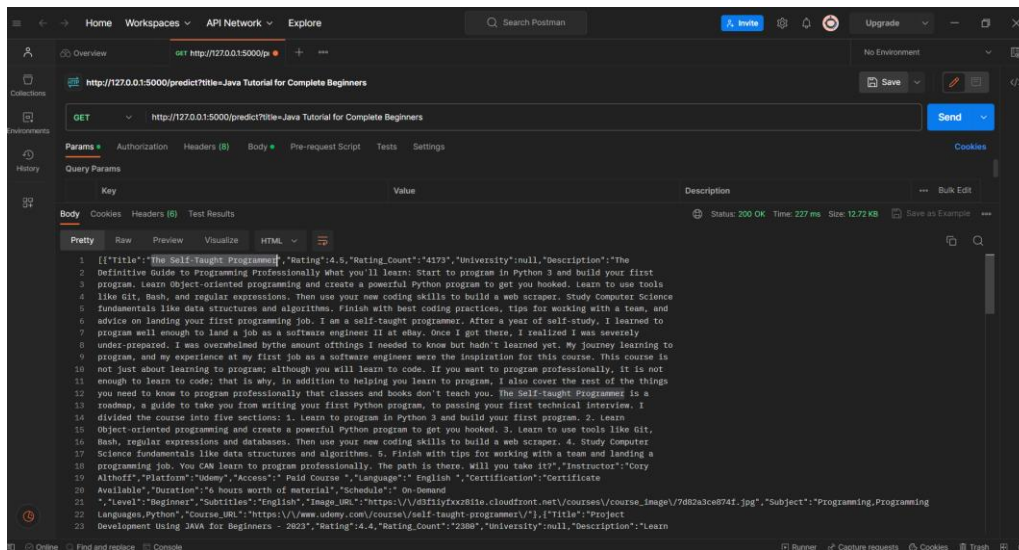 Home Workspaces API Network Explore Search Postman Invite Upgrade
Overview GET http://127.0.0.1:5000/pr No Environment
http://127.0.0.1:5000/predict?title=Java Tutorial for Complete Beginners Save
Collections
GET http://127.0.0.1:5000/predict?title=Java Tutorial for Complete Beginners Send
Environments
Params Authorization Headers (8) Body Pre-request Script Tests Settings Cookies
History
Query Params
Key Value Description Bulk Edit
Body Cookies Headers (6) Test Results Status: 200 OK Time: 227 ms Size: 12.72 KB Save as Example
Pretty Raw Preview Visualize HTML
1 [{"Title":"The Self-Taught Programmer","Rating":4.5,"Rating_Count":"4173","University":null,"Description":"The
2 Definitive Guide to Programming Professionally What you'll learn: Start to program in Python 3 and build your first
3 program. Learn Object-oriented programming and create a powerful Python program to get you hooked. Learn to use tools
4 like Git, Bash, and regular expressions. Then use your new coding skills to build a web scraper. Study Computer Science
5 fundamentals like data structures and algorithms. Finish with best coding practices, tips for working with a team, and
6 advice on landing your first programming job. I am a self-taught programmer. After a year of self-study, I learned to
7 program well enough to land a job as a software engineer II at eBay. Once I got there, I realized I was severely
8 under-prepared. I was overwhelmed bythe amount ofthings I needed to know but hadn't learned yet. My journey learning to
9 program, and my experience at my first job as a software engineer were the inspiration for this course. This course is
10 not just about learning to program; although you will learn to code. If you want to program professionally, it is not
11 enough to learn to code; that is why, in addition to helping you learn to program, I also cover the rest of the things
12 you need to know to program professionally that classes and books don't teach you. The Self-taught Programmer is a
13 roadmap, a guide to take you from writing your first Python program, to passing your first technical interview. I
14 divided the course into five sections: 1. Learn to program in Python 3 and build your first program. 2. Learn
15 Object-oriented programming and create a powerful Python program to get you hooked. 3. Learn to use tools like Git,
16 Bash, regular expressions and databases. Then use your new coding skills to build a web scraper. 4. Study Computer
17 Science fundamentals like data structures and algorithms. 5. Finish with tips for working with a team and landing a
18 programming job. You CAN learn to program professionally. The path is there. Will you take it?","Instructor":"Cory
19 Althoff","Platform":"Udemy","Access":" Paid Course ","Language":" English ","Certification":"Certificate
20 Available","Duration":"6 hours worth of material","Schedule":" On-Demand
21 ","Level":"Beginner","Subtitles":"English","Image_URL":"https:\/\/d3f1iyfxxz8i1e.cloudfront.net\/courses\/course_image\/7d82a3ce874f.jpg","Subject":"Programming,Programming
22 Languages,Python","Course_URL":"https:\/\/www.udemy.com\/course\/self-taught-programmer\/"},{"Title":"Project
23 Development Using JAVA for Beginners - 2023","Rating":4.4,"Rating_Count":"2380","University":null,"Description":"Learn
Online Find and replace Console Runner Capture requests Cookies Trash